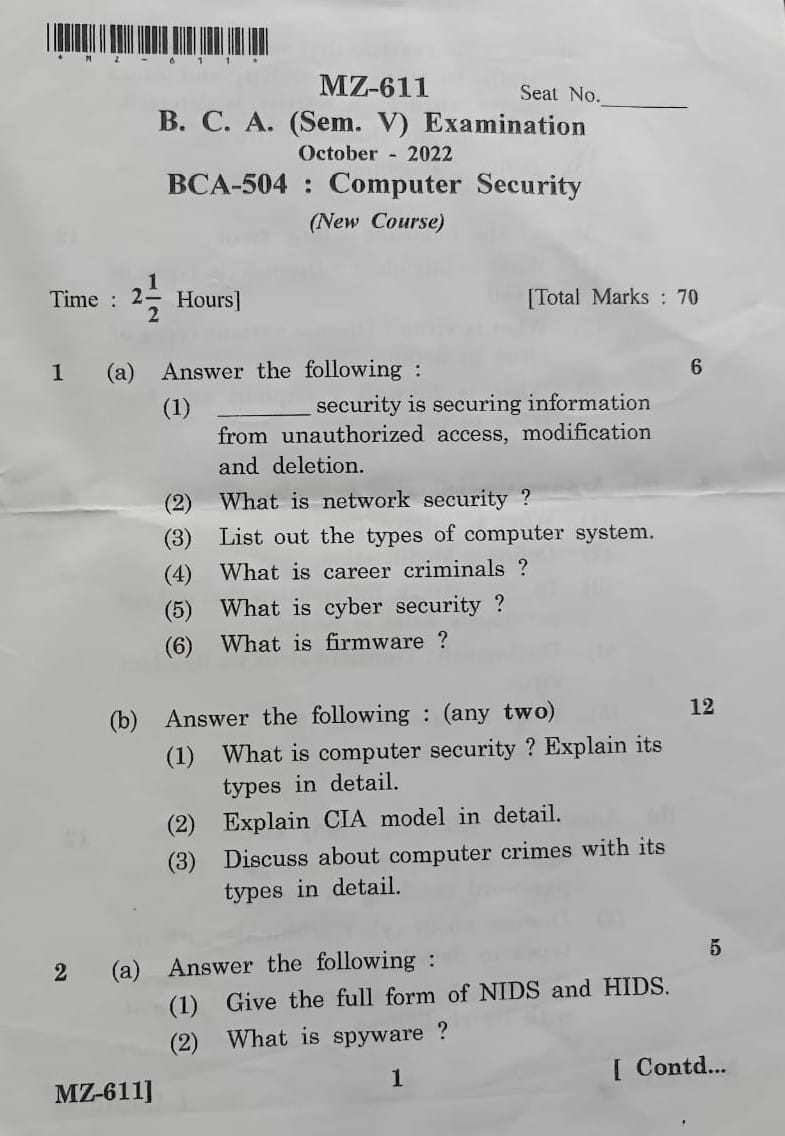 * M Z - 6 1 1 *
MZ-611
Seat No.________
B. C. A. (Sem. V) Examination
October - 2022
BCA-504 : Computer Security
(New Course)
Time : 2 1/2 Hours]
[Total Marks : 70
1 (a) Answer the following : 6
(1) ________ security is securing information
from unauthorized access, modification
and deletion.
(2) What is network security ?
(3) List out the types of computer system.
(4) What is career criminals ?
(5) What is cyber security ?
(6) What is firmware ?
(b) Answer the following : (any two) 12
(1) What is computer security ? Explain its
types in detail.
(2) Explain CIA model in detail.
(3) Discuss about computer crimes with its
types in detail.
2 (a) Answer the following : 5
(1) Give the full form of NIDS and HIDS.
(2) What is spyware ?
MZ-611] 1 [ Contd...